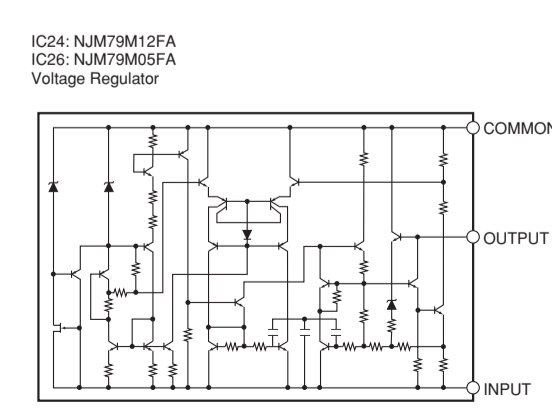 IC24: NJM79M12FA
IC26: NJM79M05FA
Voltage Regulator
COMMON
OUTPUT
INPUT